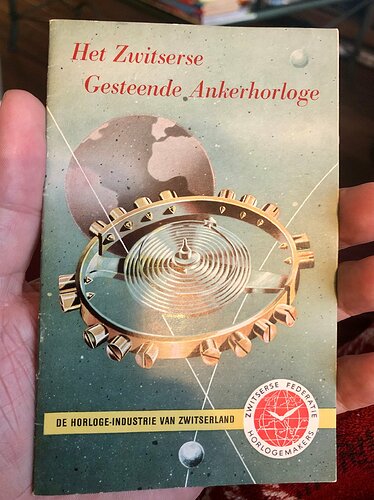 Het Zwitserse
Gesteende Ankerhorloge
DE HORLOGE-INDUSTRIE VAN ZWITSERLAND
ZWITSERSE FEDERATIE
HORLOGEMAKERS